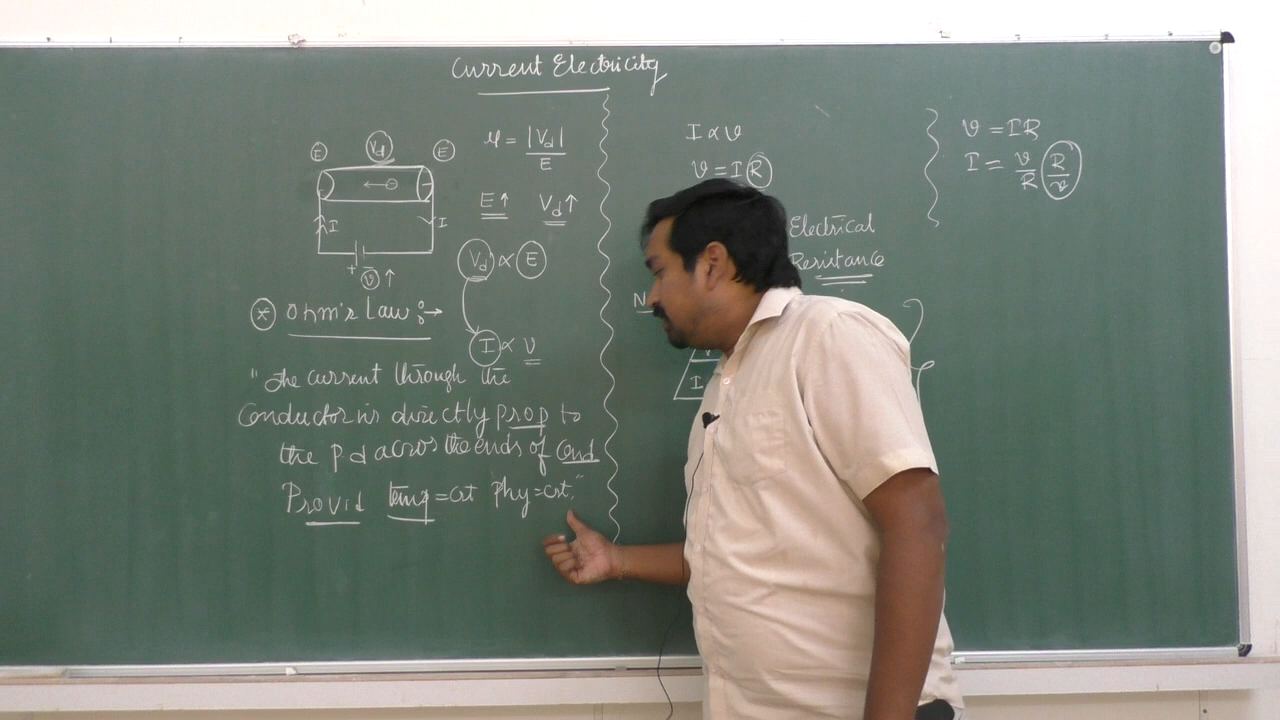 Current Electricity
E Vd E
I I
+ V ↑
μ = |Vd| / E
E↑ Vd↑
Vd ∝ E
I ∝ V
* Ohm's Law :→
"The current through the
Conductor is directly prop to
the p d across the ends of cond
Provid temp = cst phy = cst."
I ∝ V
V = I R
Electrical
Resistance
N
I
V = IR
I = V/R R/V